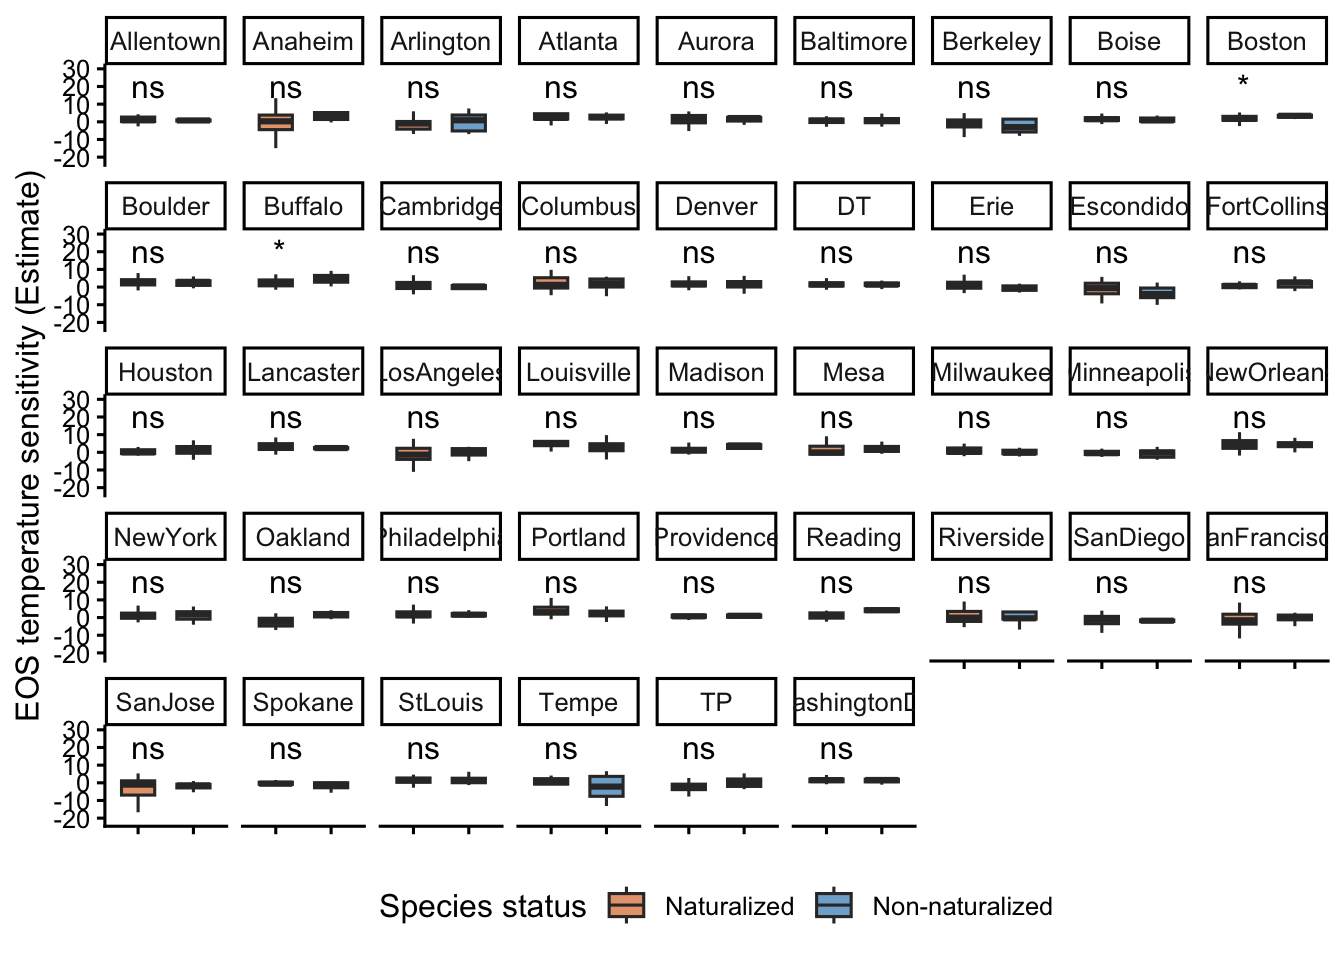 Allentown Anaheim Arlington Atlanta Aurora Baltimore Berkeley Boise Boston
30
20
10
0
-10
-20
ns ns ns ns ns ns ns ns *
Boulder Buffalo Cambridge Columbus Denver DT Erie Escondido FortCollins
30
20
10
0
-10
-20
ns * ns ns ns ns ns ns ns
Houston Lancaster LosAngeles Louisville Madison Mesa Milwaukee Minneapolis NewOrlean
30
20
10
0
-10
-20
ns ns ns ns ns ns ns ns ns
NewYork Oakland Philadelphia Portland Providence Reading Riverside SanDiego anFrancisc
30
20
10
0
-10
-20
ns ns ns ns ns ns ns ns ns
SanJose Spokane StLouis Tempe TP ashingtonD
30
20
10
0
-10
-20
ns ns ns ns ns ns
EOS temperature sensitivity (Estimate)
Species status Naturalized Non-naturalized